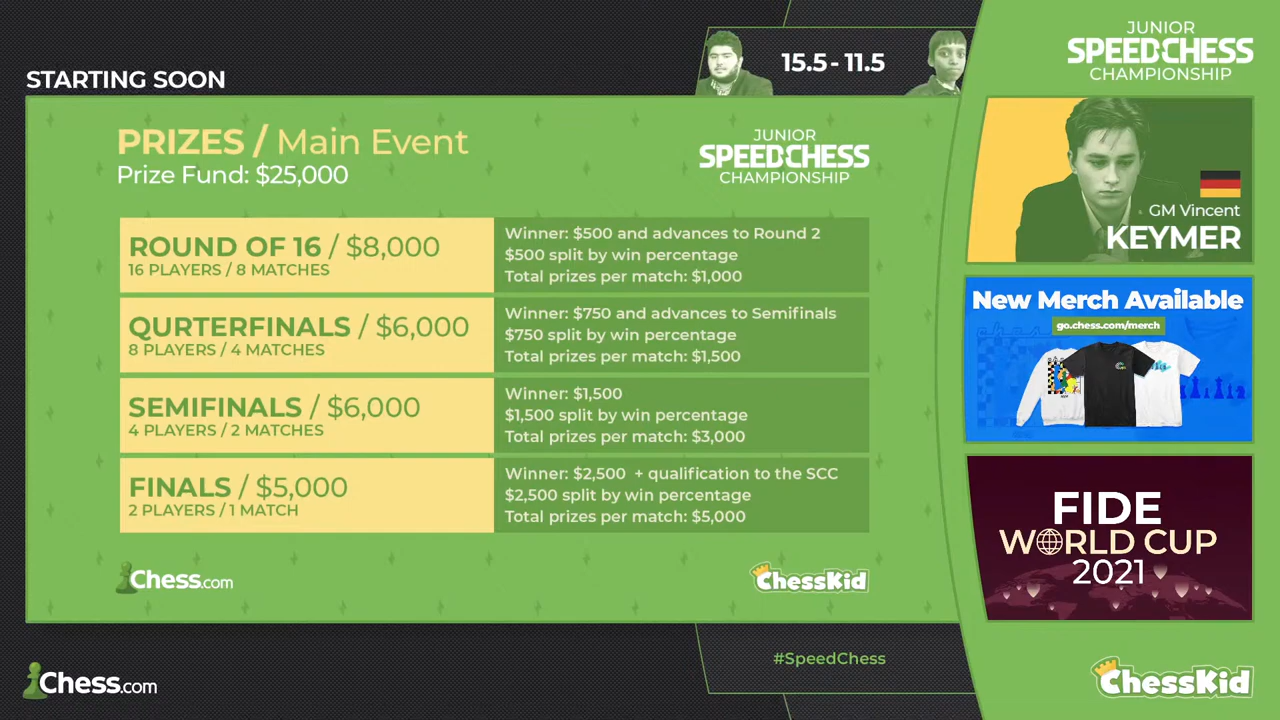 STARTING SOON
15.5 - 11.5
PRIZES / Main Event
Prize Fund: $25,000
JUNIOR
SPEEDCHESS
CHAMPIONSHIP
ROUND OF 16 / $8,000
16 PLAYERS / 8 MATCHES
Winner: $500 and advances to Round 2
$500 split by win percentage
Total prizes per match: $1,000
QURTERFINALS / $6,000
8 PLAYERS / 4 MATCHES
Winner: $750 and advances to Semifinals
$750 split by win percentage
Total prizes per match: $1,500
SEMIFINALS / $6,000
4 PLAYERS / 2 MATCHES
Winner: $1,500
$1,500 split by win percentage
Total prizes per match: $3,000
FINALS / $5,000
2 PLAYERS / 1 MATCH
Winner: $2,500 + qualification to the SCC
$2,500 split by win percentage
Total prizes per match: $5,000
Chess.com
ChessKid
Chess.com
#SpeedChess
JUNIOR
SPEEDCHESS
CHAMPIONSHIP
GM Vincent
KEYMER
New Merch Available
go.chess.com/merch
FIDE
WORLD CUP
2021
ChessKid